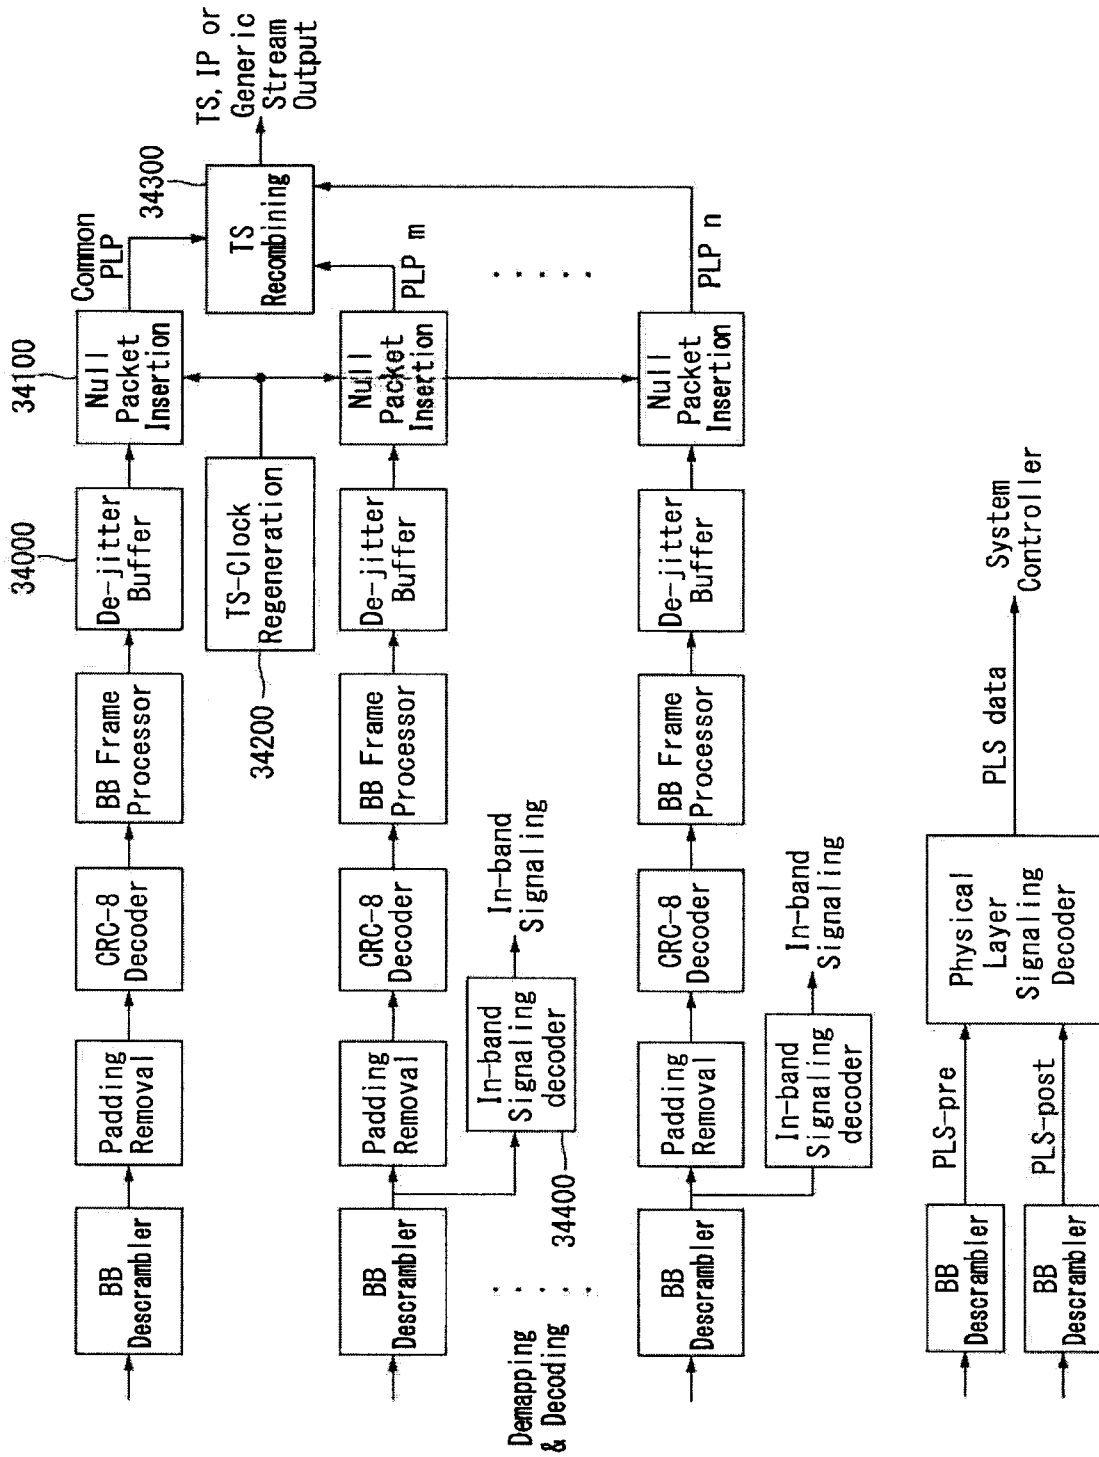 BB
Descrambler
Padding
Removal
CRC-8
Decoder
BB Frame
Processor
34000
De-jitter
Buffer
34100
Null
Packet
Insertion
Common
PLP
34300
TS
Recombining
TS, IP or
Generic
Stream
Output
34200
TS-Clock
Regeneration
BB
Descrambler
Padding
Removal
CRC-8
Decoder
BB Frame
Processor
De-jitter
Buffer
Null
Packet
Insertion
PLP m
34400
In-band
Signaling
decoder
In-band
Signaling
Demapping
& Decoding
BB
Descrambler
Padding
Removal
CRC-8
Decoder
BB Frame
Processor
De-jitter
Buffer
Null
Packet
Insertion
PLP n
In-band
Signaling
decoder
In-band
Signaling
BB
Descrambler
PLS-pre
BB
Descrambler
PLS-post
Physical
Layer
Signaling
Decoder
PLS data
System
Controller